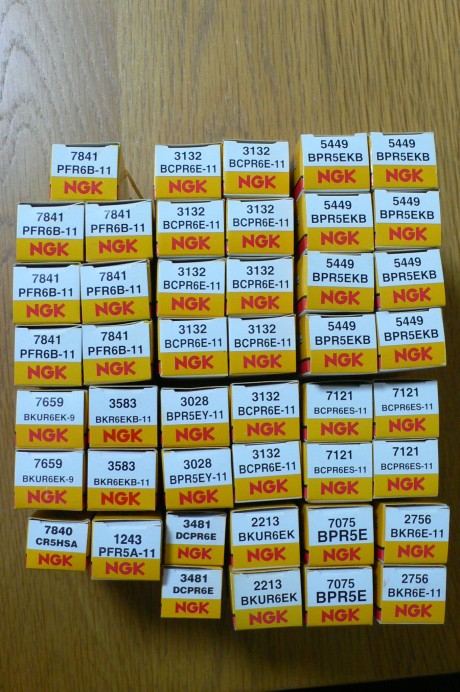 7841
PFR6B-11
NGK
3132
BCPR6E-11
NGK
3132
BCPR6E-11
NGK
5449
BPR5EKB
NGK
5449
BPR5EKB
NGK
7841
PFR6B-11
NGK
7841
PFR6B-11
NGK
3132
BCPR6E-11
NGK
3132
BCPR6E-11
NGK
5449
BPR5EKB
NGK
5449
BPR5EKB
NGK
7841
PFR6B-11
NGK
7841
PFR6B-11
NGK
3132
BCPR6E-11
NGK
3132
BCPR6E-11
NGK
5449
BPR5EKB
NGK
5449
BPR5EKB
NGK
7841
PFR6B-11
NGK
7841
PFR6B-11
NGK
3132
BCPR6E-11
NGK
3132
BCPR6E-11
NGK
5449
BPR5EKB
NGK
5449
BPR5EKB
NGK
7659
BKUR6EK-9
NGK
3583
BKR6EKB-11
NGK
3028
BPR5EY-11
NGK
3132
BCPR6E-11
NGK
7121
BCPR6ES-11
NGK
7121
BCPR6ES-11
NGK
7659
BKUR6EK-9
NGK
3583
BKR6EKB-11
NGK
3028
BPR5EY-11
NGK
3132
BCPR6E-11
NGK
7121
BCPR6ES-11
NGK
7121
BCPR6ES-11
NGK
7840
CR5HSA
NGK
1243
PFR5A-11
NGK
3481
DCPR6E
NGK
2213
BKUR6EK
NGK
7075
BPR5E
NGK
2756
BKR6E-11
NGK
3481
DCPR6E
NGK
2213
BKUR6EK
NGK
7075
BPR5E
NGK
2756
BKR6E-11
NGK